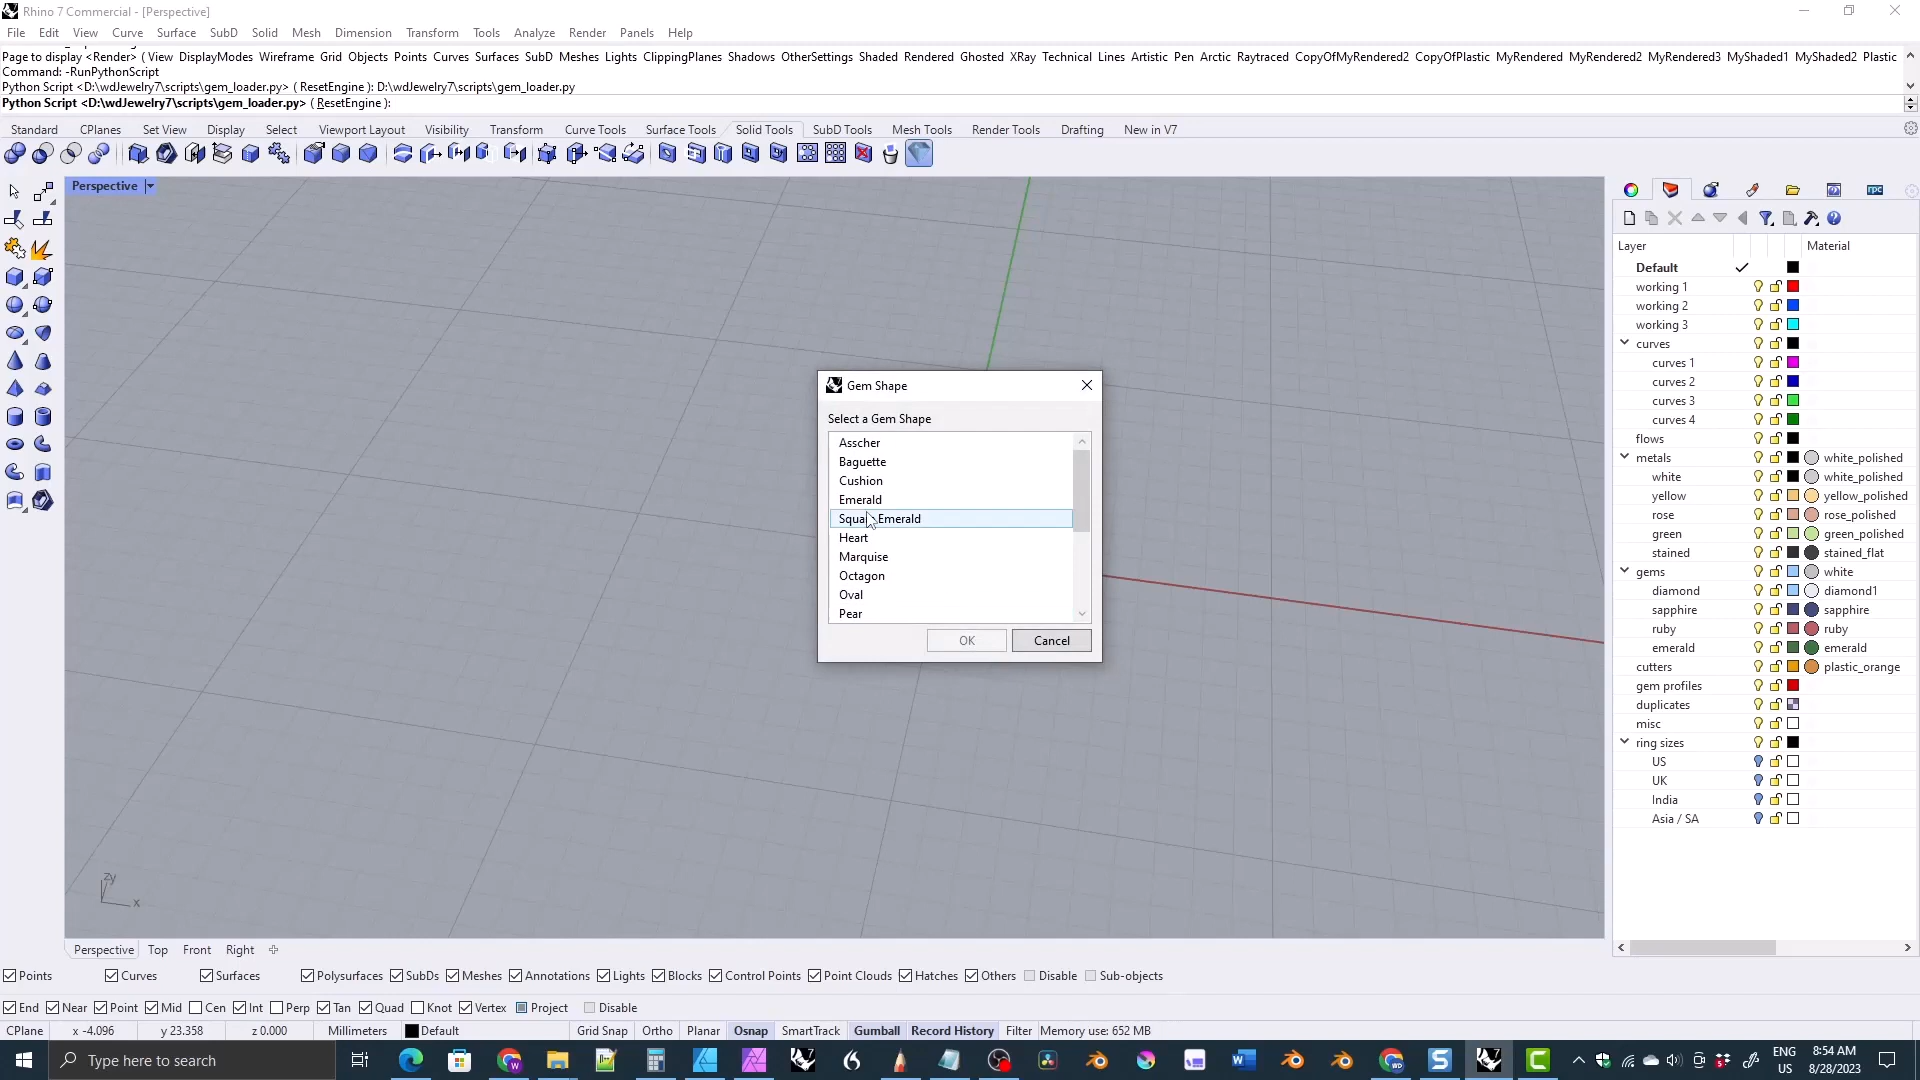 Rhino 7 Commercial - [Perspective]
File Edit View Curve Surface SubD Solid Mesh Dimension Transform Tools Analyze Render Panels Help
Page to display <Render> ( View DisplayModes Wireframe Grid Objects Points Curves Surfaces SubD Meshes Lights ClippingPlanes Shadows OtherSettings Shaded Rendered Ghosted XRay Technical Lines Artistic Pen Arctic Raytraced CopyOfMyRendered2 CopyOfPlastic MyRendered MyRendered2 MyRendered3 MyShaded1 MyShaded2 Plastic
Command: -RunPythonScript
Python Script <D:\wdJewelry7\scripts\gem_loader.py> ( ResetEngine ): D:\wdJewelry7\scripts\gem_loader.py
Python Script <D:\wdJewelry7\scripts\gem_loader.py> ( ResetEngine ):
Standard CPlanes Set View Display Select Viewport Layout Visibility Transform Curve Tools Surface Tools Solid Tools SubD Tools Mesh Tools Render Tools Drafting New in V7
Perspective
rpc
Layer Material
Default
working 1
working 2
working 3
curves
curves 1
curves 2
curves 3
curves 4
flows
metals white_polished
white white_polished
yellow yellow_polished
rose rose_polished
green green_polished
stained stained_flat
gems white
diamond diamond1
sapphire sapphire
ruby ruby
emerald emerald
cutters plastic_orange
gem profiles
duplicates
misc
ring sizes
US
UK
India
Asia / SA
Gem Shape
Select a Gem Shape
Asscher
Baguette
Cushion
Emerald
Square Emerald
Heart
Marquise
Octagon
Oval
Pear
OK Cancel
zy
x
Perspective Top Front Right
Points Curves Surfaces Polysurfaces SubDs Meshes Annotations Lights Blocks Control Points Point Clouds Hatches Others Disable Sub-objects
End Near Point Mid Cen Int Perp Tan Quad Knot Vertex Project Disable
CPlane x -4.096 y 23.358 z 0.000 Millimeters Default Grid Snap Ortho Planar Osnap SmartTrack Gumball Record History Filter Memory use: 652 MB
Type here to search
ENG
US
8:54 AM
8/28/2023